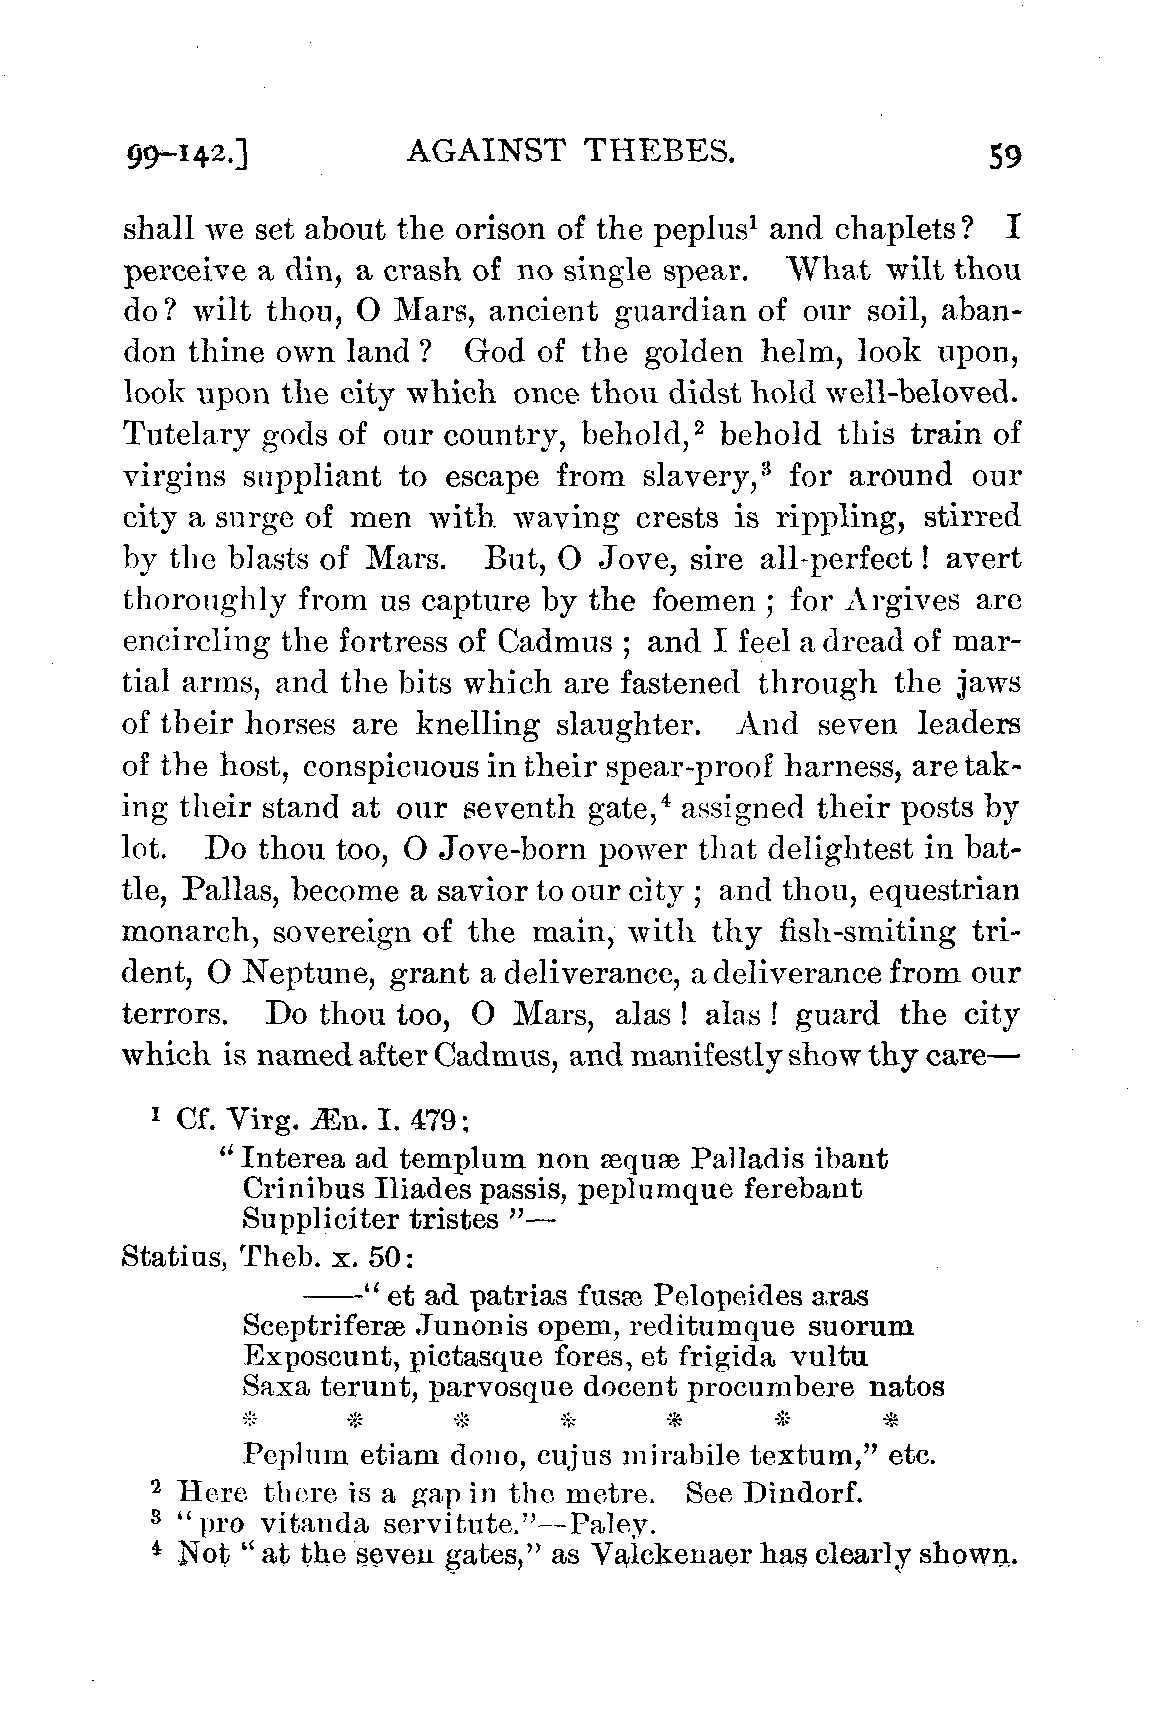 99–142.] AGAINST THEBES. 59
shall we set about the orison of the peplus¹ and chaplets? I
perceive a din, a crash of no single spear. What wilt thou
do? wilt thou, O Mars, ancient guardian of our soil, aban-
don thine own land? God of the golden helm, look upon,
look upon the city which once thou didst hold well-beloved.
Tutelary gods of our country, behold,² behold this train of
virgins suppliant to escape from slavery,³ for around our
city a surge of men with waving crests is rippling, stirred
by the blasts of Mars. But, O Jove, sire all-perfect! avert
thoroughly from us capture by the foemen; for Argives are
encircling the fortress of Cadmus; and I feel a dread of mar-
tial arms, and the bits which are fastened through the jaws
of their horses are knelling slaughter. And seven leaders
of the host, conspicuous in their spear-proof harness, are tak-
ing their stand at our seventh gate,⁴ assigned their posts by
lot. Do thou too, O Jove-born power that delightest in bat-
tle, Pallas, become a savior to our city; and thou, equestrian
monarch, sovereign of the main, with thy fish-smiting tri-
dent, O Neptune, grant a deliverance, a deliverance from our
terrors. Do thou too, O Mars, alas! alas! guard the city
which is named after Cadmus, and manifestly show thy care—
¹ Cf. Virg. Æn. I. 479;
"Interea ad templum non æquæ Palladis ibant
Crinibus Iliades passis, peplumque ferebant
Suppliciter tristes"—
Statius, Theb. x. 50:
——"et ad patrias fusæ Pelopeides aras
Sceptriferæ Junonis opem, reditumque suorum
Exposcunt, pictasque fores, et frigida vultu
Saxa terunt, parvosque docent procumbere natos
* * * * * * *
Peplum etiam dono, cujus mirabile textum," etc.
² Here there is a gap in the metre. See Dindorf.
³ "pro vitanda servitute."—Paley.
⁴ Not "at the seven gates," as Valckenaer has clearly shown.